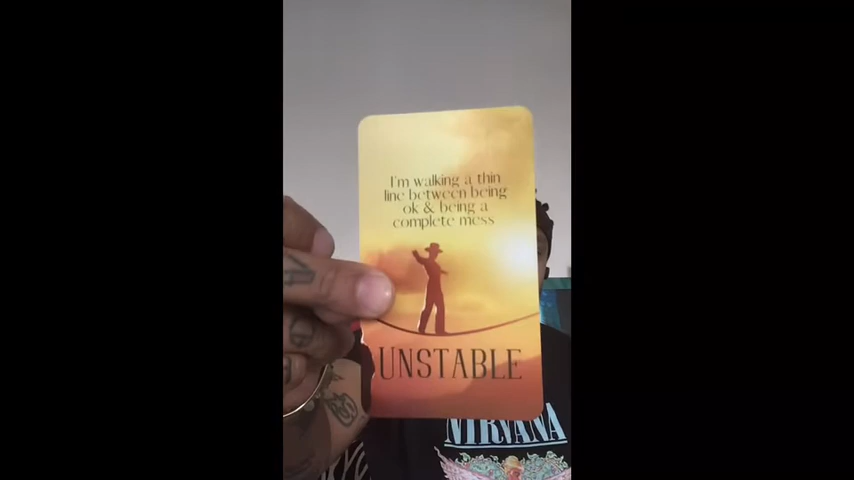 I'm walking a thin
line between being
ok & being a
complete mess
UNSTABLE
NIRVANA